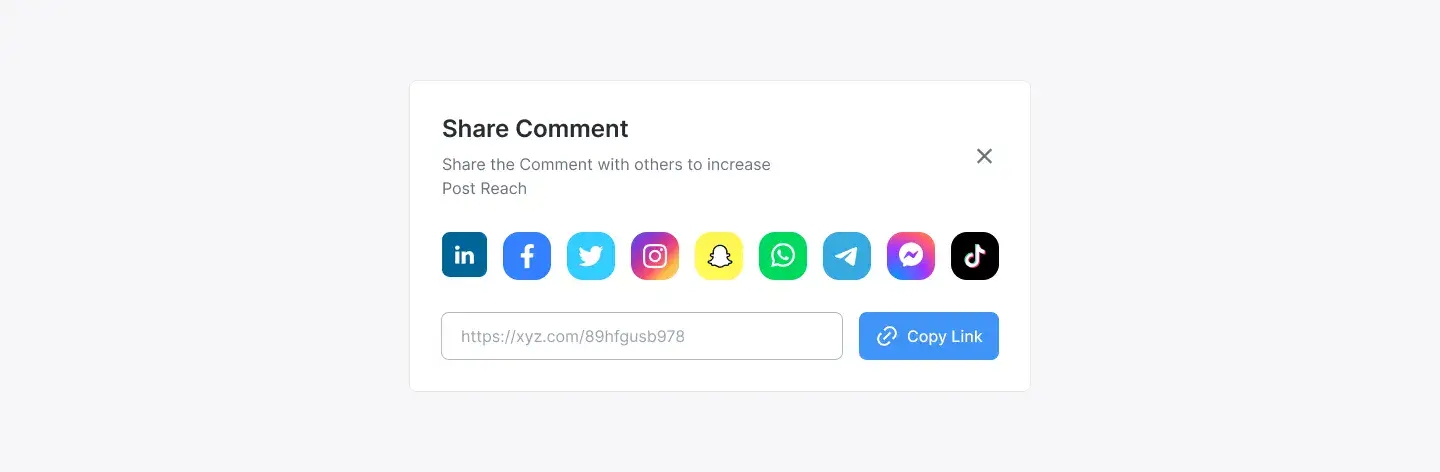 Share Comment
Share the Comment with others to increase
Post Reach
in
https://xyz.com/89hfgusb978
Copy Link